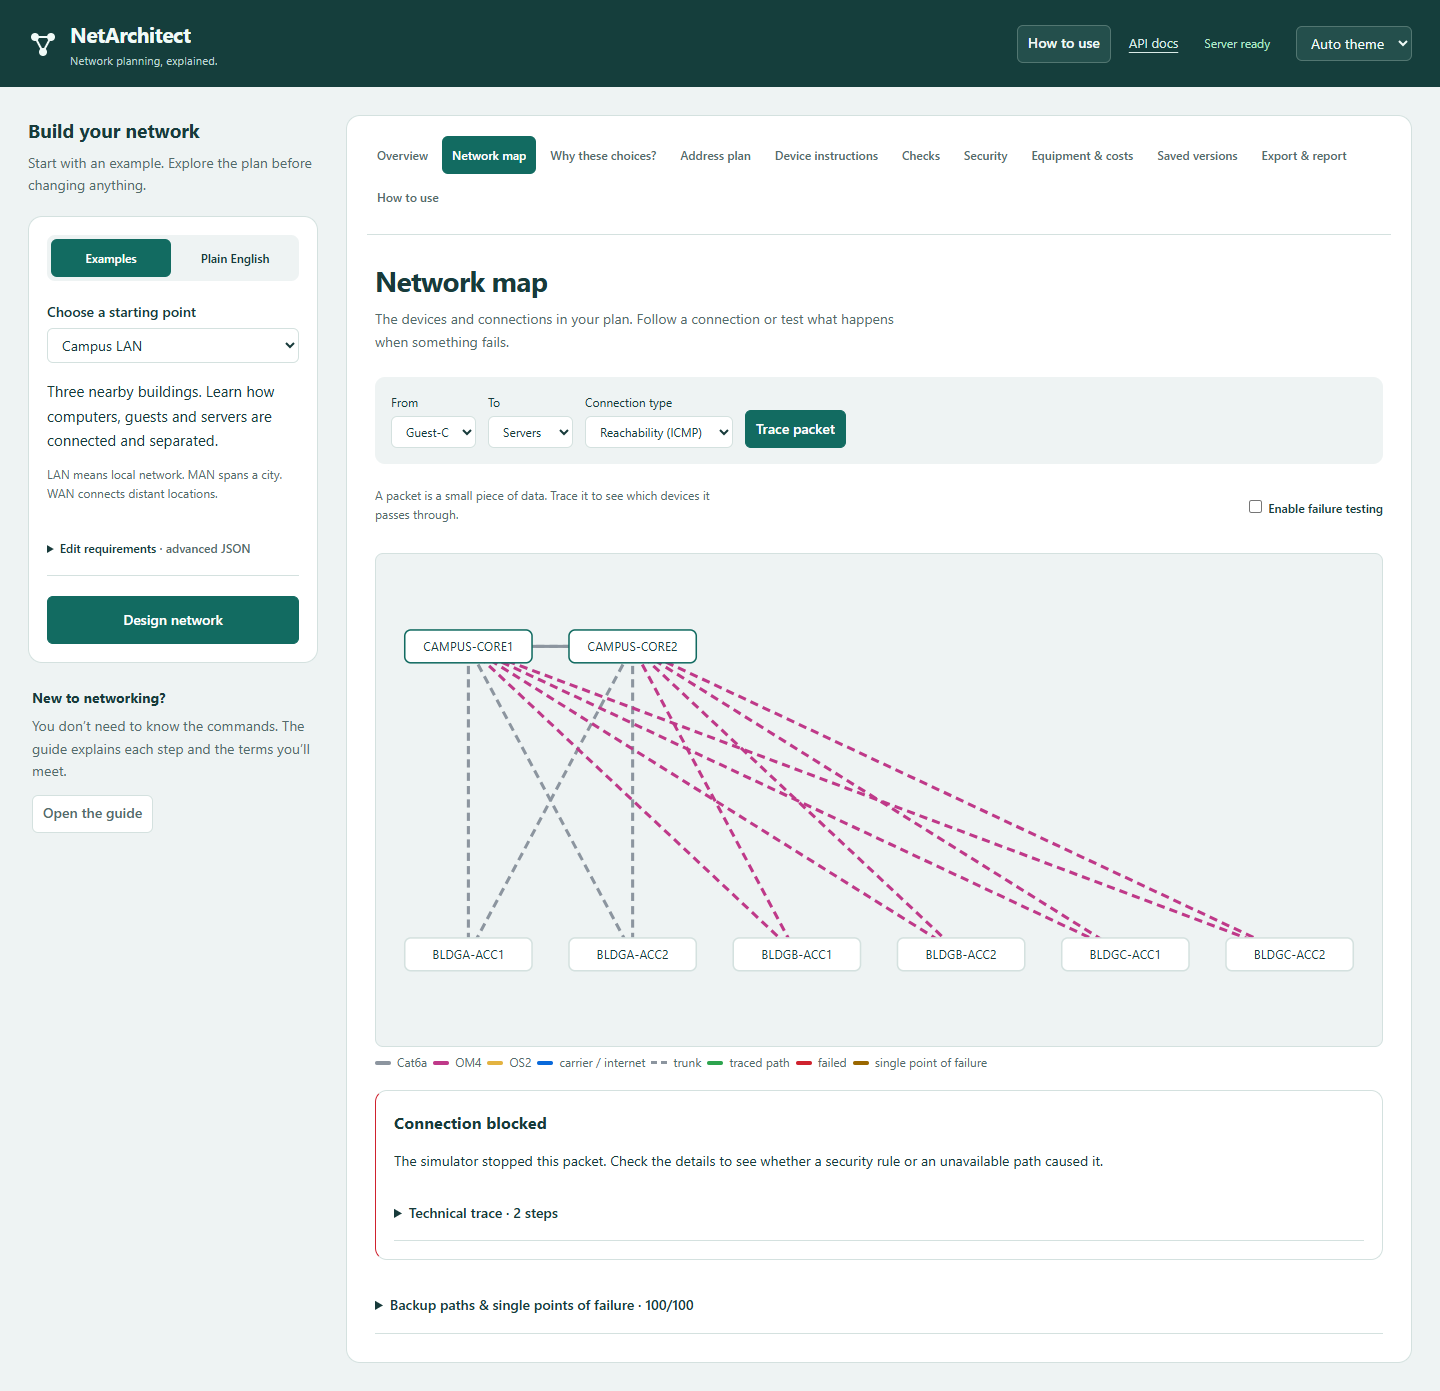 NetArchitect
Network planning, explained.
How to use
API docs
Server ready
Auto theme
Build your network
Start with an example. Explore the plan before
changing anything.
Examples
Plain English
Choose a starting point
Campus LAN
Three nearby buildings. Learn how
computers, guests and servers are
connected and separated.
LAN means local network. MAN spans a city.
WAN connects distant locations.
Edit requirements · advanced JSON
Design network
New to networking?
You don't need to know the commands. The
guide explains each step and the terms you'll
meet.
Open the guide
Overview
Network map
Why these choices?
Address plan
Device instructions
Checks
Security
Equipment & costs
Saved versions
Export & report
How to use
Network map
The devices and connections in your plan. Follow a connection or test what happens
when something fails.
From
To
Connection type
Guest-C
Servers
Reachability (ICMP)
Trace packet
A packet is a small piece of data. Trace it to see which devices it
passes through.
Enable failure testing
CAMPUS-CORE1
CAMPUS-CORE2
BLDGA-ACC1
BLDGA-ACC2
BLDGB-ACC1
BLDGB-ACC2
BLDGC-ACC1
BLDGC-ACC2
Cat6a
OM4
OS2
carrier / internet
trunk
traced path
failed
single point of failure
Connection blocked
The simulator stopped this packet. Check the details to see whether a security rule or an unavailable path caused it.
Technical trace · 2 steps
Backup paths & single points of failure · 100/100